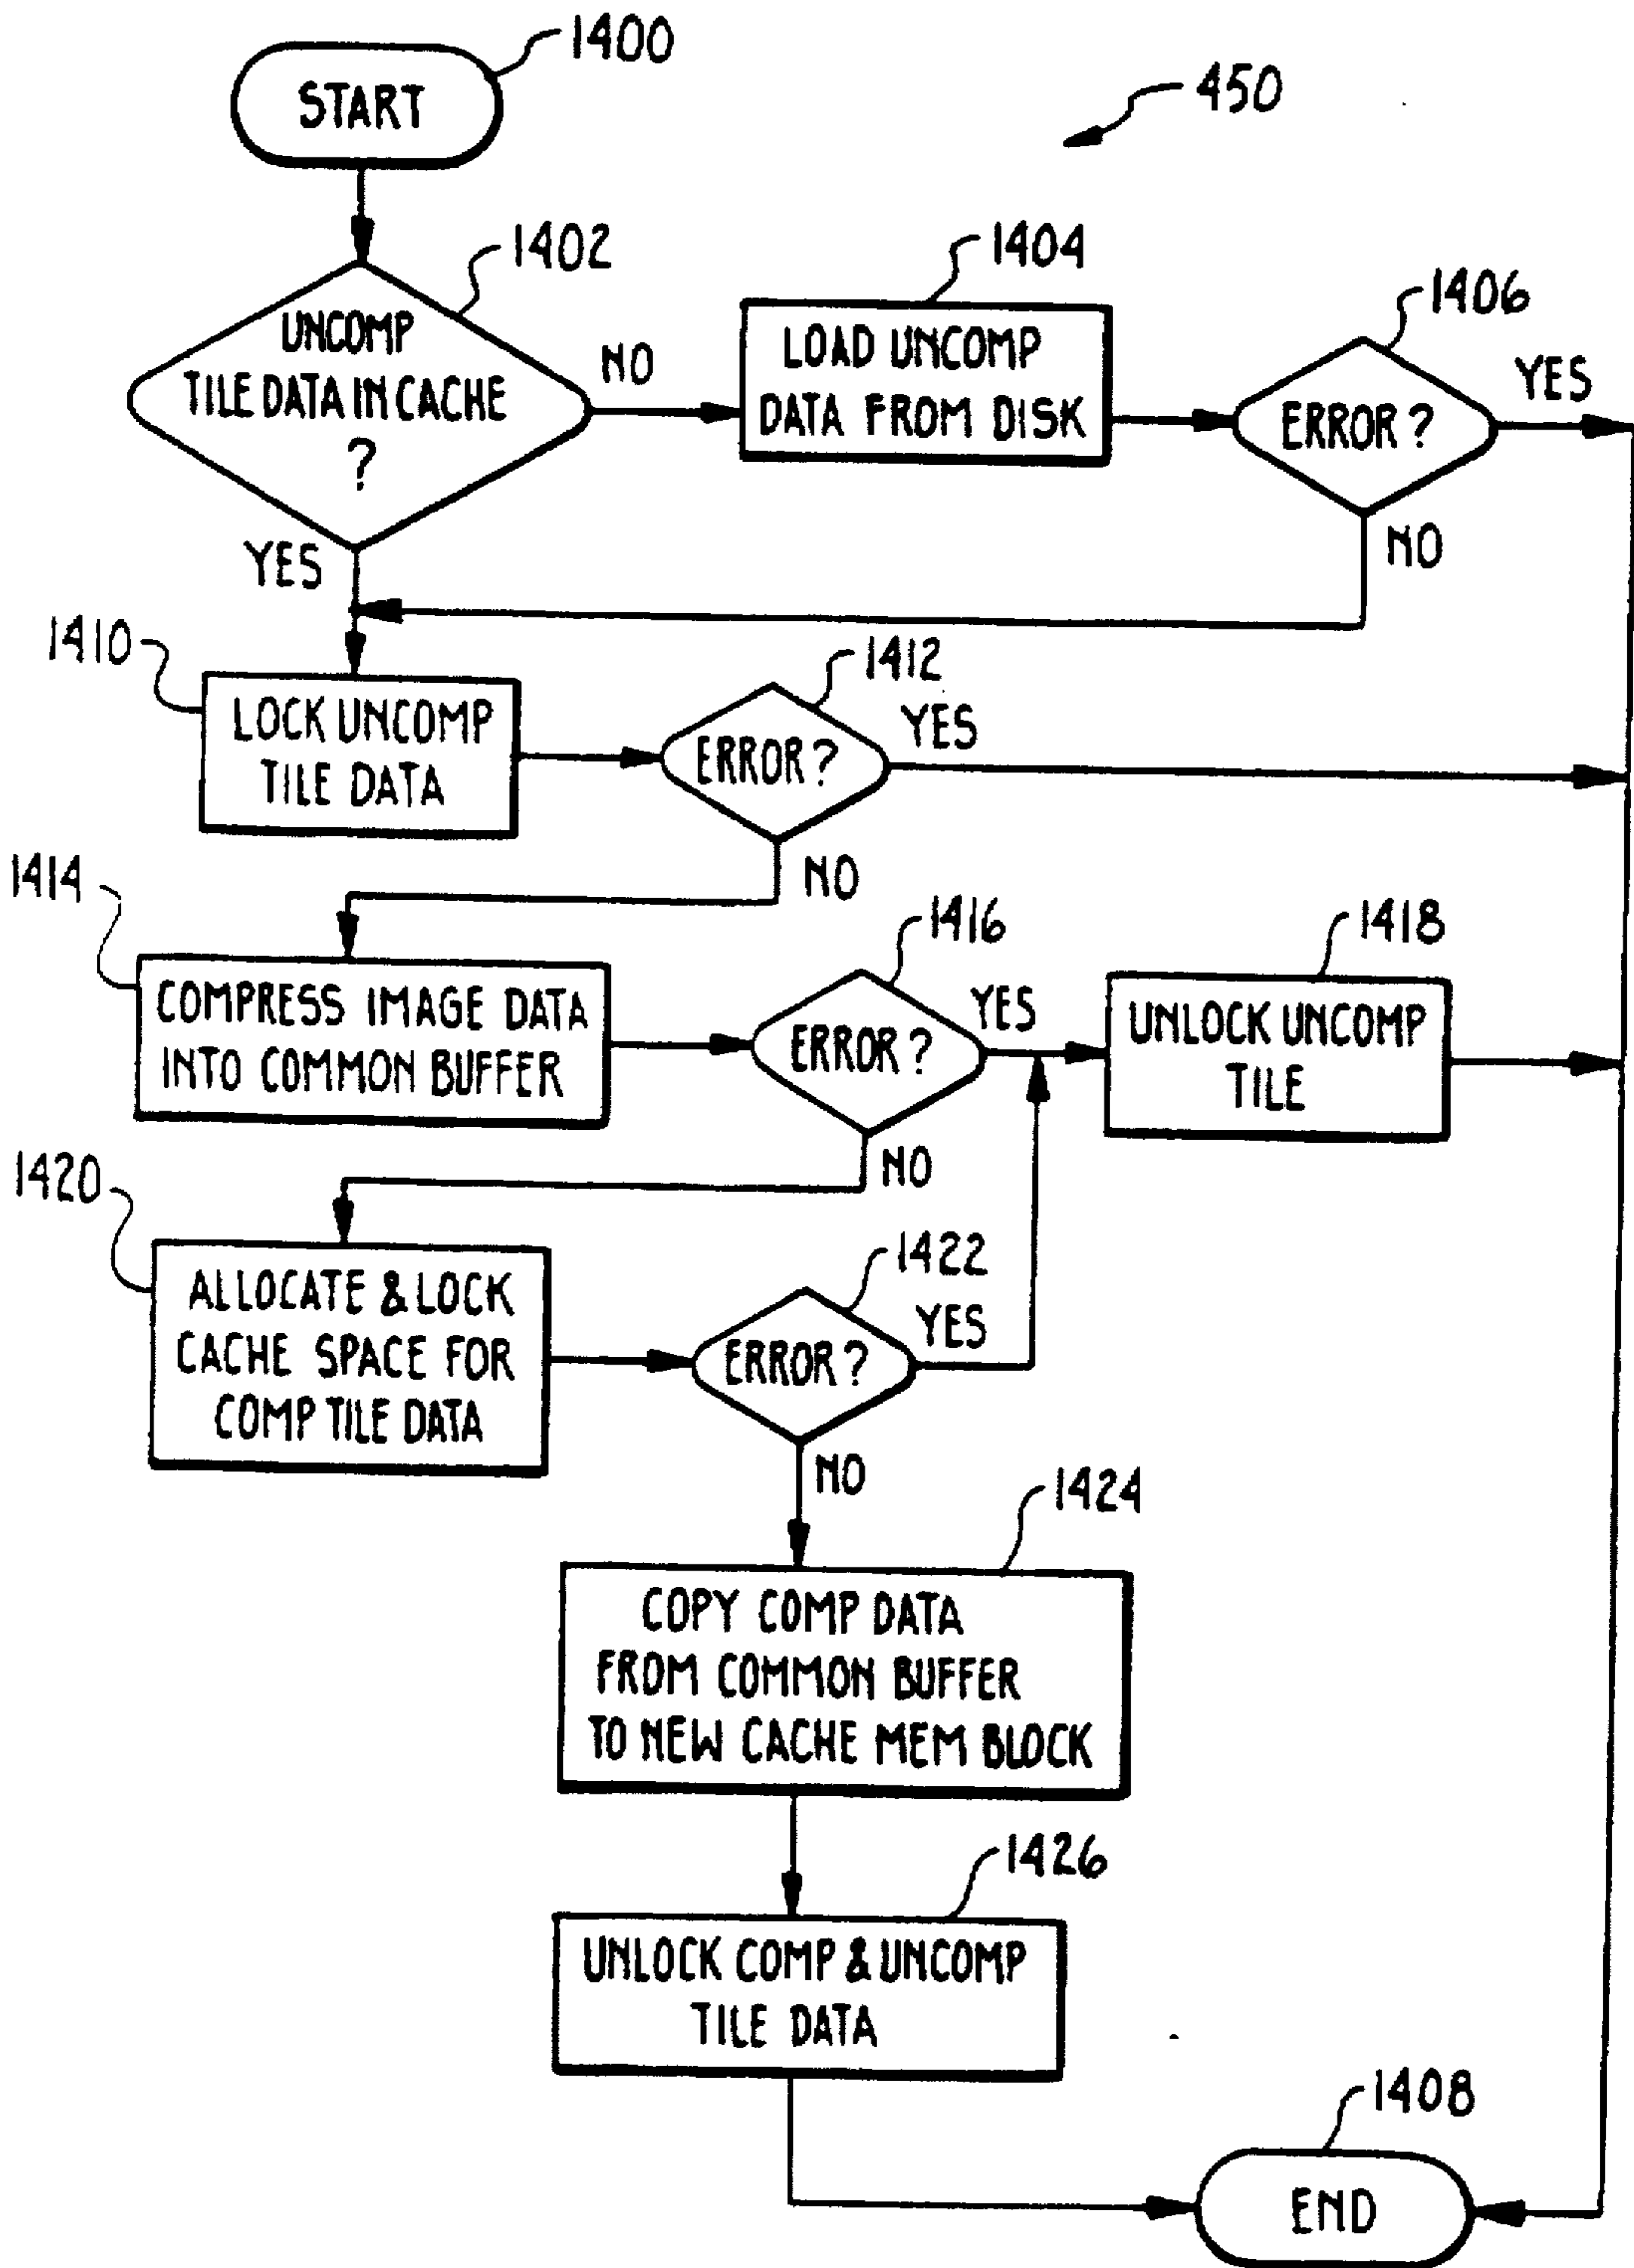 1400
START
450
1402
UNCOMP
TILE DATA IN CACHE
?
NO
1404
LOAD UNCOMP
DATA FROM DISK
1406
ERROR?
YES
NO
YES
1410
LOCK UNCOMP
TILE DATA
1412
ERROR?
YES
NO
1414
COMPRESS IMAGE DATA
INTO COMMON BUFFER
1416
ERROR?
YES
NO
1418
UNLOCK UNCOMP
TILE
1420
ALLOCATE & LOCK
CACHE SPACE FOR
COMP TILE DATA
1422
ERROR?
YES
NO
1424
COPY COMP DATA
FROM COMMON BUFFER
TO NEW CACHE MEM BLOCK
1426
UNLOCK COMP & UNCOMP
TILE DATA
1408
END